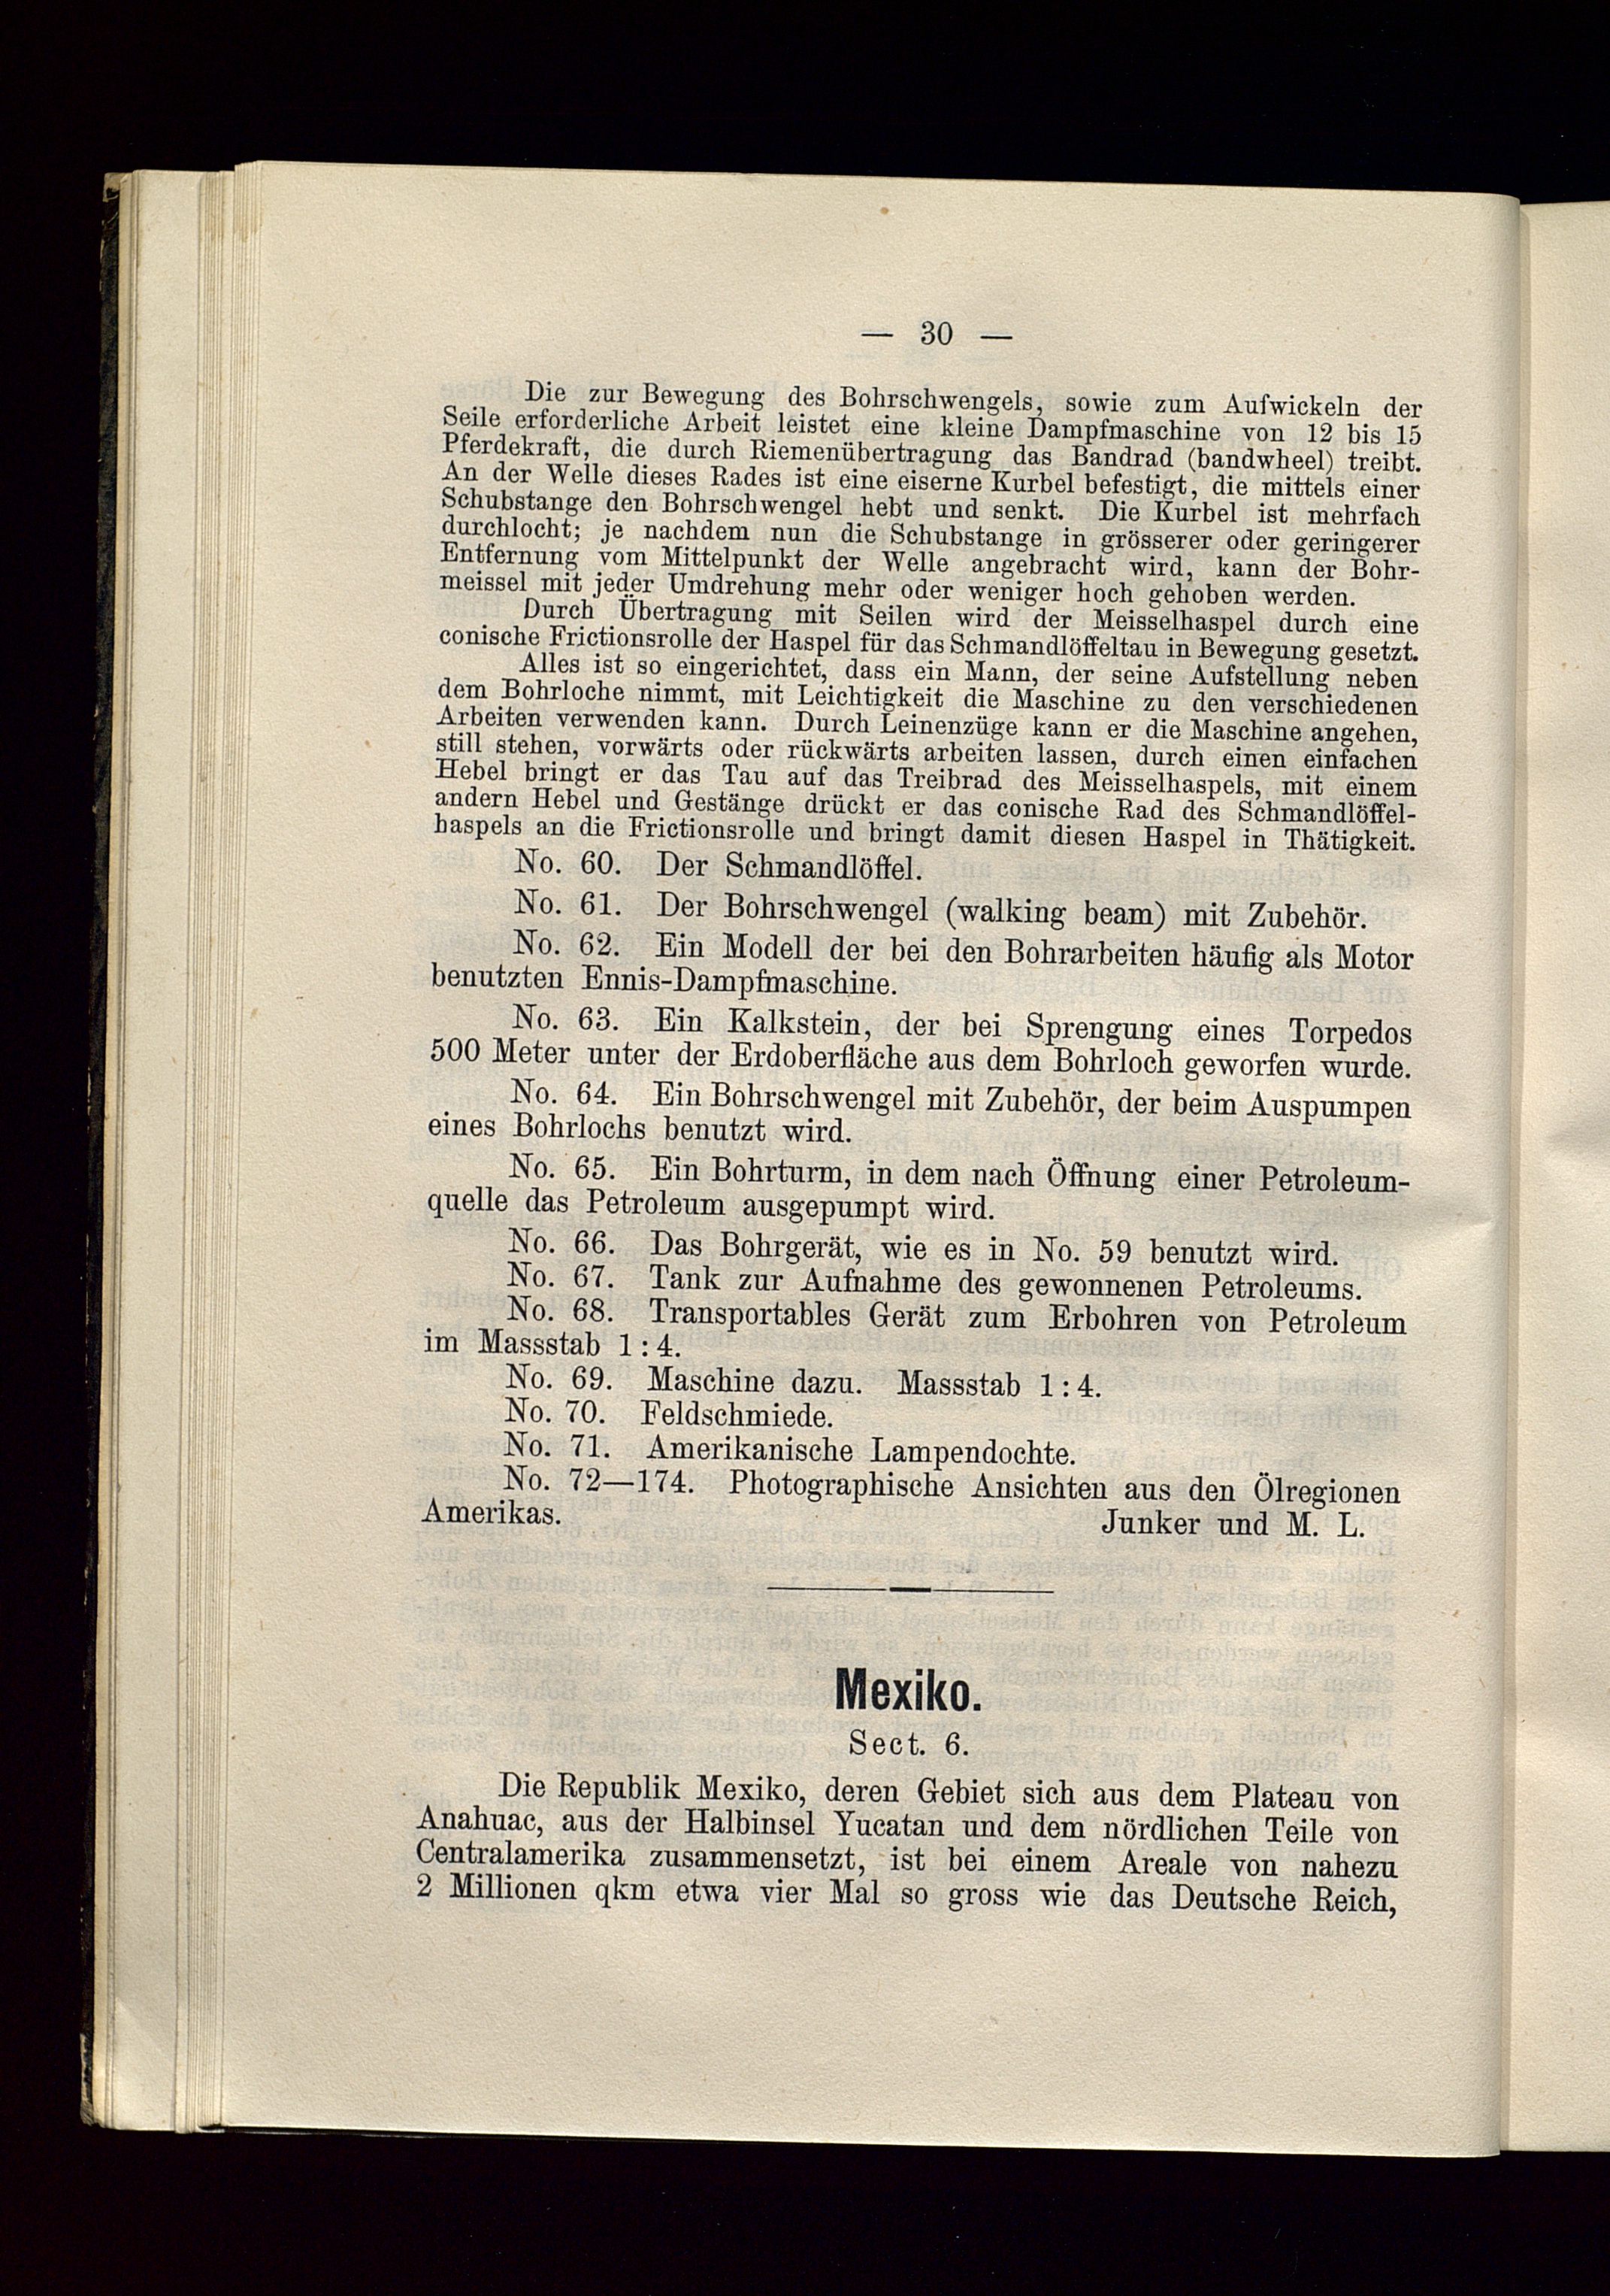 — 30 —
Die zur Bewegung des Bohrschwengels, sowie zum Aufwickeln der
Seile erforderliche Arbeit leistet eine kleine Dampfmaschine von 12 bis 15
Pferdekraft, die durch Riemenübertragung das Bandrad (bandwheel) treibt.
An der Welle dieses Rades ist eine eiserne Kurbel befestigt, die mittels einer
Schubstange den Bohrschwengel hebt und senkt. Die Kurbel ist mehrfach
durchlocht; je nachdem nun die Schubstange in grösserer oder geringerer
Entfernung vom Mittelpunkt der Welle angebracht wird, kann der Bohr-
meissel mit jeder Umdrehung mehr oder weniger hoch gehoben werden.
Durch Übertragung mit Seilen wird der Meisselhaspel durch eine
conische Frictionsrolle der Haspel für das Schmandlöffeltau in Bewegung gesetzt.
Alles ist so eingerichtet, dass ein Mann, der seine Aufstellung neben
dem Bohrloche nimmt, mit Leichtigkeit die Maschine zu den verschiedenen
Arbeiten verwenden kann. Durch Leinenzüge kann er die Maschine angehen,
still stehen, vorwärts oder rückwärts arbeiten lassen, durch einen einfachen
Hebel bringt er das Tau auf das Treibrad des Meisselhaspels, mit einem
andern Hebel und Gestänge drückt er das conische Rad des Schmandlöffel-
haspels an die Frictionsrolle und bringt damit diesen Haspel in Thätigkeit.
No. 60. Der Schmandlöffel.
No. 61. Der Bohrschwengel (walking beam) mit Zubehör.
No. 62. Ein Modell der bei den Bohrarbeiten häufig als Motor
benutzten Ennis-Dampfmaschine.
No. 63. Ein Kalkstein, der bei Sprengung eines Torpedos
500 Meter unter der Erdoberfläche aus dem Bohrloch geworfen wurde.
No. 64. Ein Bohrschwengel mit Zubehör, der beim Auspumpen
eines Bohrlochs benutzt wird.
No. 65. Ein Bohrturm, in dem nach Öffnung einer Petroleum-
quelle das Petroleum ausgepumpt wird.
No. 66. Das Bohrgerät, wie es in No. 59 benutzt wird.
No. 67. Tank zur Aufnahme des gewonnenen Petroleums.
No. 68. Transportables Gerät zum Erbohren von Petroleum
im Massstab 1:4.
No. 69. Maschine dazu. Massstab 1:4.
No. 70. Feldschmiede.
No. 71. Amerikanische Lampendochte.
No. 72—174. Photographische Ansichten aus den Ölregionen
Amerikas. Junker und M. L.
Mexiko.
Sect. 6.
Die Republik Mexiko, deren Gebiet sich aus dem Plateau von
Anahuac, aus der Halbinsel Yucatan und dem nördlichen Teile von
Centralamerika zusammensetzt, ist bei einem Areale von nahezu
2 Millionen qkm etwa vier Mal so gross wie das Deutsche Reich,